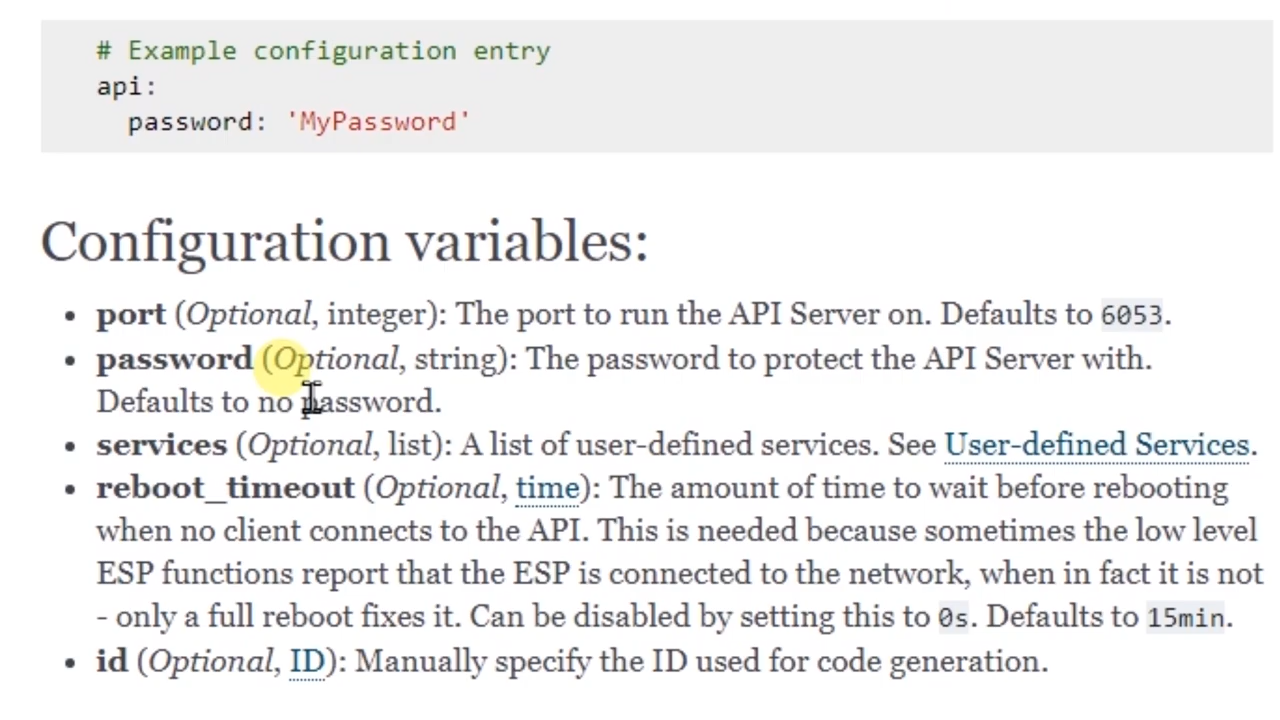 # Example configuration entry
api:
password: 'MyPassword'
Configuration variables:
• port (Optional, integer): The port to run the API Server on. Defaults to 6053.
• password (Optional, string): The password to protect the API Server with.
Defaults to no password.
• services (Optional, list): A list of user-defined services. See User-defined Services.
• reboot_timeout (Optional, time): The amount of time to wait before rebooting
when no client connects to the API. This is needed because sometimes the low level
ESP functions report that the ESP is connected to the network, when in fact it is not
- only a full reboot fixes it. Can be disabled by setting this to 0s. Defaults to 15min.
• id (Optional, ID): Manually specify the ID used for code generation.